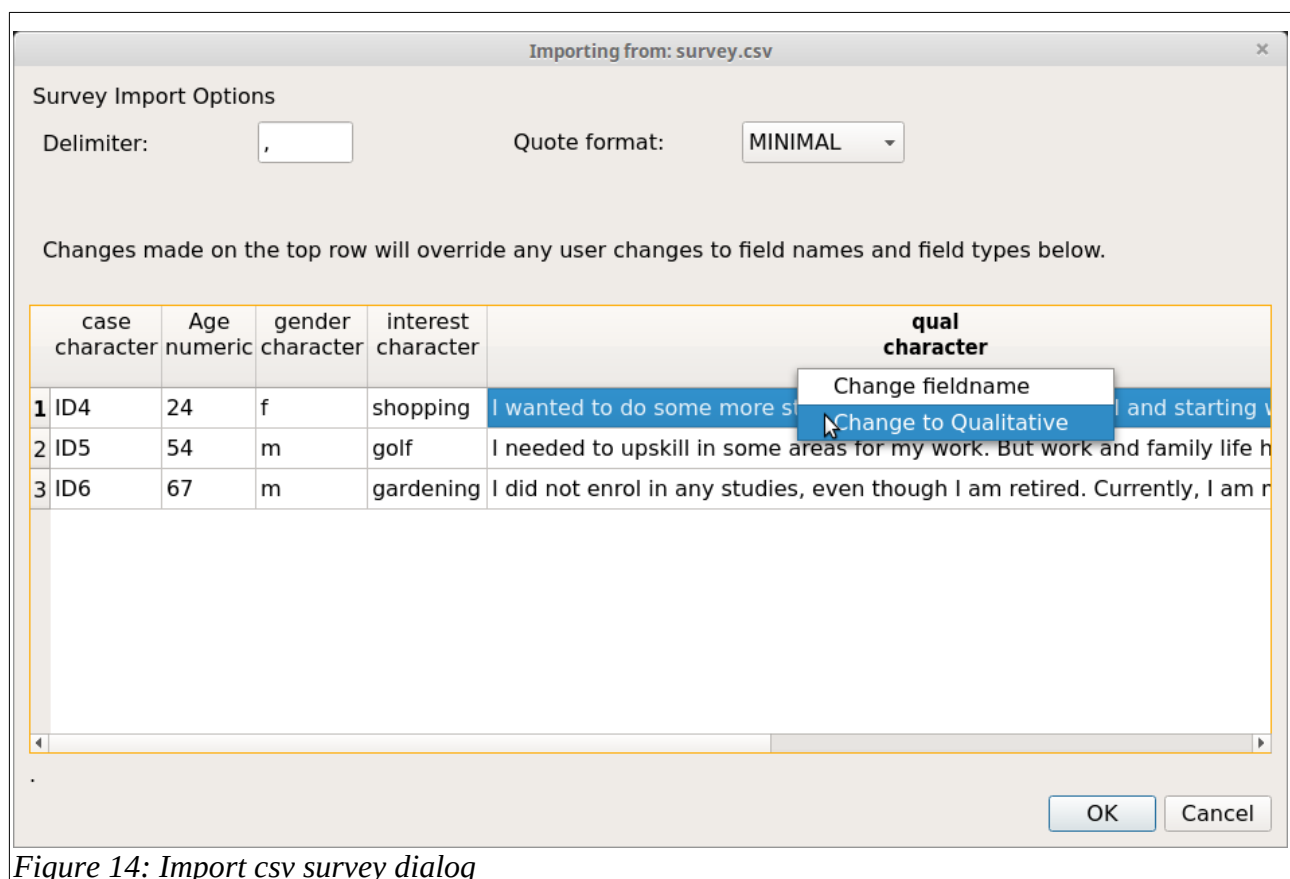 Importing from: survey.csv ×
Survey Import Options
Delimiter: , Quote format: MINIMAL
Changes made on the top row will override any user changes to field names and field types below.
case Age gender interest qual
character numeric character character character
Change fieldname
1 ID4 24 f shopping I wanted to do some more and starting
Change to Qualitative
2 ID5 54 m golf I needed to upskill in some areas for my work. But work and family life
3 ID6 67 m gardening I did not enrol in any studies, even though I am retired. Currently, I am
.
OK Cancel
Figure 14: Import csv survey dialog